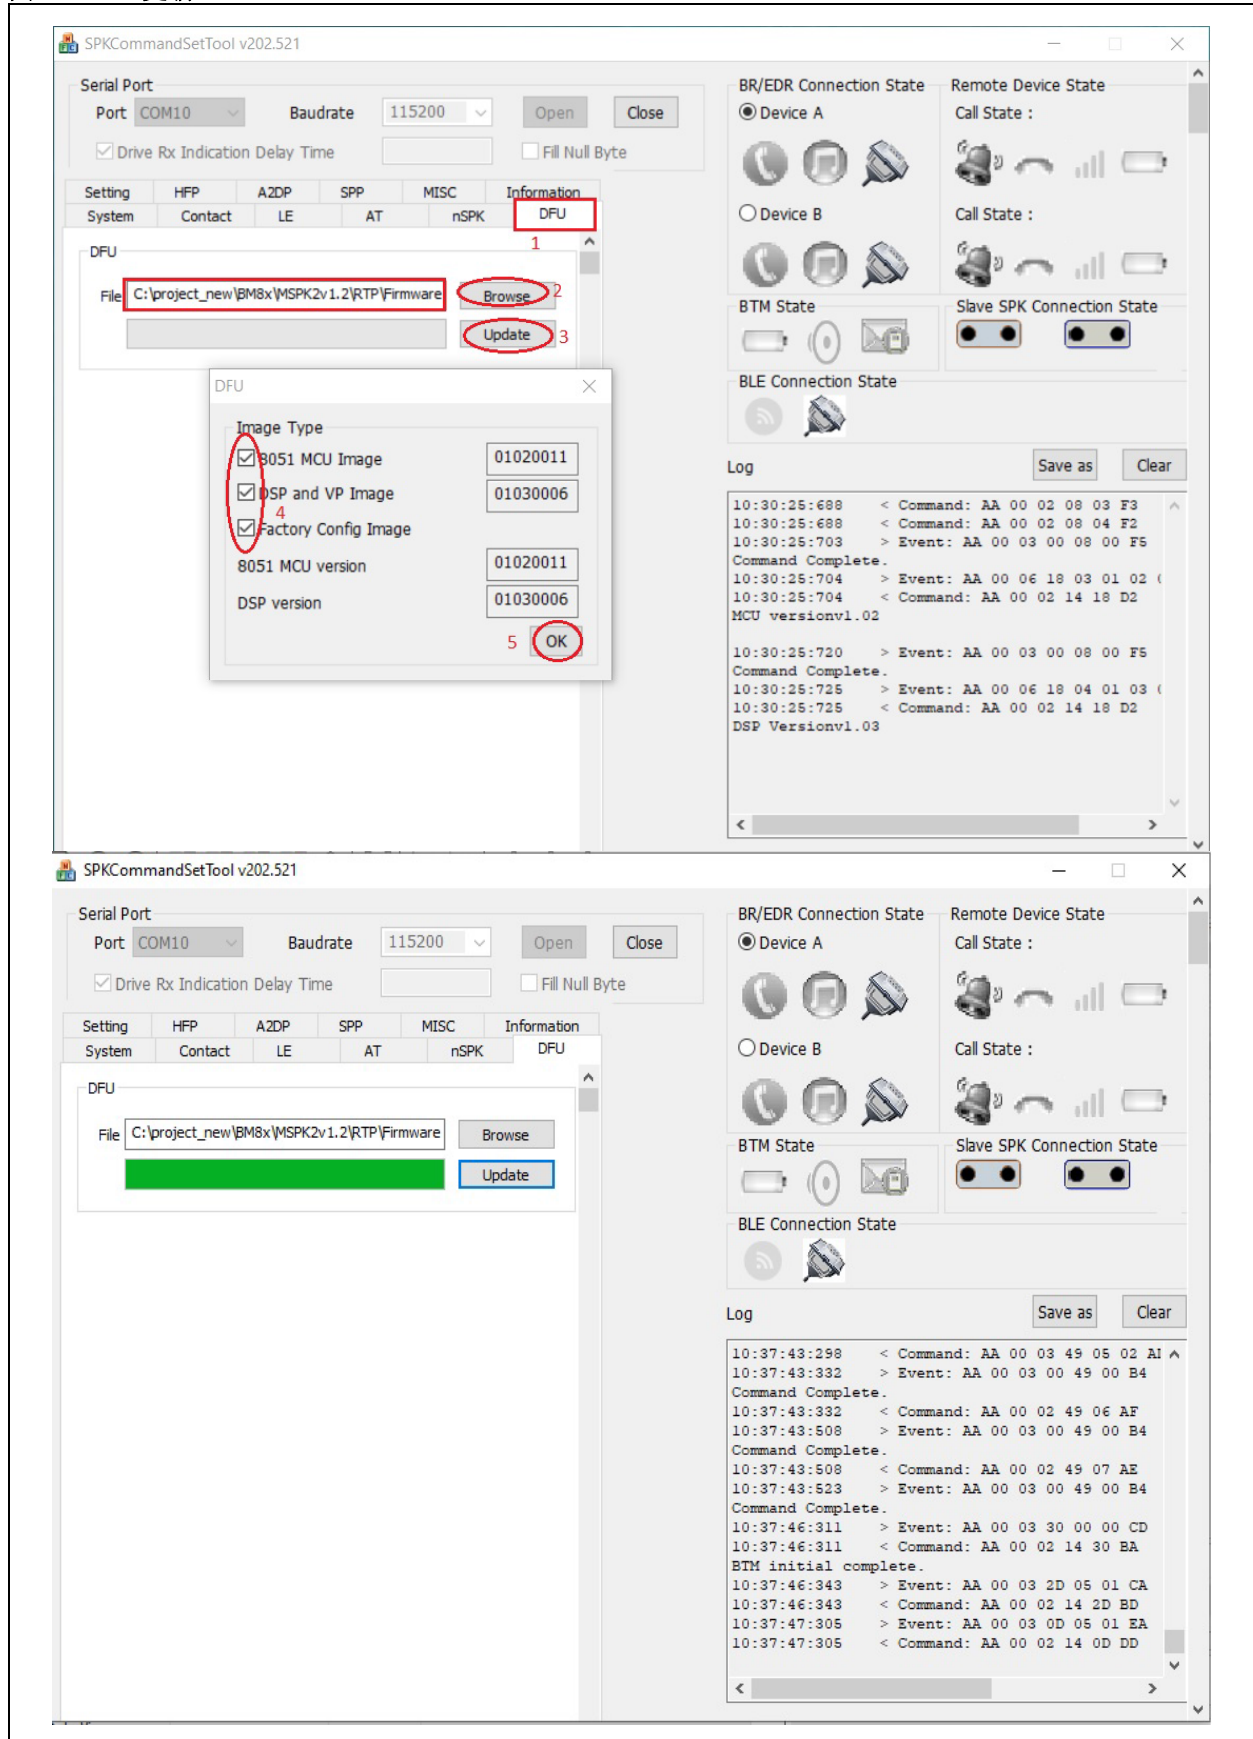 SPKCommandSetTool v202.521
Serial Port
Port COM10 Baudrate 115200 Open Close
Drive Rx Indication Delay Time Fill Null Byte
Setting HFP A2DP SPP MISC Information
System Contact LE AT nSPK DFU
1
DFU
File C:\project_new\BM8x\MSPK2v1.2\RTP\Firmware Browse 2
Update 3
DFU
Image Type
8051 MCU Image 01020011
DSP and VP Image 01030006
4
Factory Config Image
8051 MCU version 01020011
DSP version 01030006
5 OK
BR/EDR Connection State
Device A
Device B
Remote Device State
Call State :
Call State :
BTM State
Slave SPK Connection State
BLE Connection State
Log Save as Clear
10:30:25:688 < Command: AA 00 02 08 03 F3
10:30:25:688 < Command: AA 00 02 08 04 F2
10:30:25:703 > Event: AA 00 03 00 08 00 F5
Command Complete.
10:30:25:704 > Event: AA 00 06 18 03 01 02
10:30:25:704 < Command: AA 00 02 14 18 D2
MCU versionv1.02
10:30:25:720 > Event: AA 00 03 00 08 00 F5
Command Complete.
10:30:25:725 > Event: AA 00 06 18 04 01 03
10:30:25:725 < Command: AA 00 02 14 18 D2
DSP Versionv1.03
SPKCommandSetTool v202.521
Serial Port
Port COM10 Baudrate 115200 Open Close
Drive Rx Indication Delay Time Fill Null Byte
Setting HFP A2DP SPP MISC Information
System Contact LE AT nSPK DFU
DFU
File C:\project_new\BM8x\MSPK2v1.2\RTP\Firmware Browse
Update
BR/EDR Connection State
Device A
Device B
Remote Device State
Call State :
Call State :
BTM State
Slave SPK Connection State
BLE Connection State
Log Save as Clear
10:37:43:298 < Command: AA 00 03 49 05 02
10:37:43:332 > Event: AA 00 03 00 49 00 B4
Command Complete.
10:37:43:332 < Command: AA 00 02 49 06 AF
10:37:43:508 > Event: AA 00 03 00 49 00 B4
Command Complete.
10:37:43:508 < Command: AA 00 02 49 07 AE
10:37:43:523 > Event: AA 00 03 00 49 00 B4
Command Complete.
10:37:46:311 > Event: AA 00 03 30 00 00 CD
10:37:46:311 < Command: AA 00 02 14 30 BA
BTM initial complete.
10:37:46:343 > Event: AA 00 03 2D 05 01 CA
10:37:46:343 < Command: AA 00 02 14 2D BD
10:37:47:305 > Event: AA 00 03 0D 05 01 EA
10:37:47:305 < Command: AA 00 02 14 0D DD